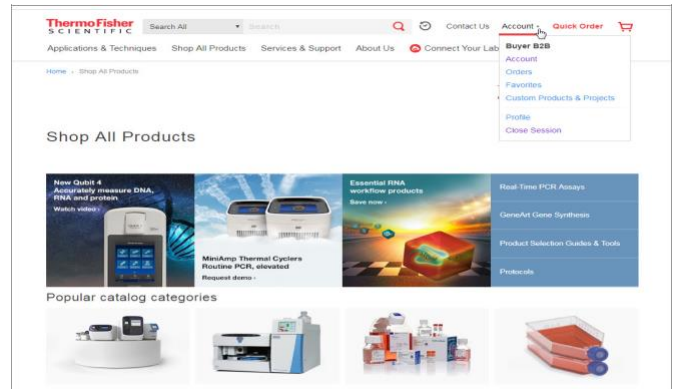 ThermoFisher
SCIENTIFIC
Search All
Search
Contact Us
Account
Quick Order
Applications & Techniques
Shop All Products
Services & Support
About Us
Connect Your Lab
Buyer B2B
Account
Orders
Favorites
Custom Products & Projects
Profile
Close Session
Home › Shop All Products
Shop All Products
New Qubit 4
Accurately measure DNA,
RNA and protein
Watch video ›
MiniAmp Thermal Cyclers
Routine PCR, elevated
Request demo ›
Essential RNA
workflow products
Save now ›
Real-Time PCR Assays
GeneArt Gene Synthesis
Product Selection Guides & Tools
Protocols
Popular catalog categories